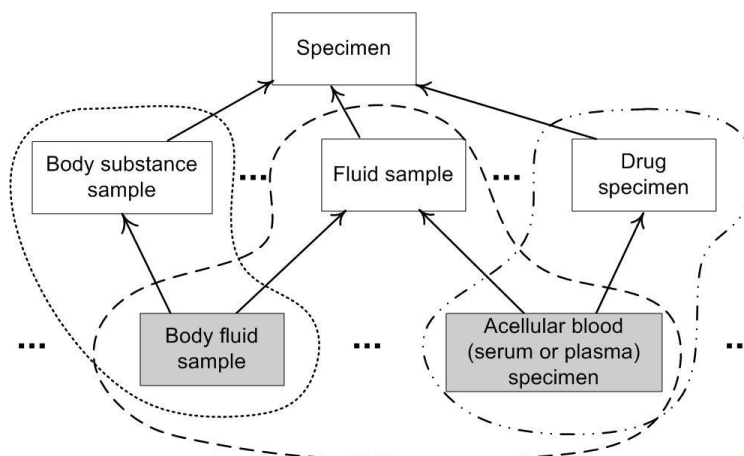 Specimen
Body substance
sample
...
Fluid sample
...
Drug
specimen
...
Body fluid
sample
...
Acellular blood
(serum or plasma)
specimen
...